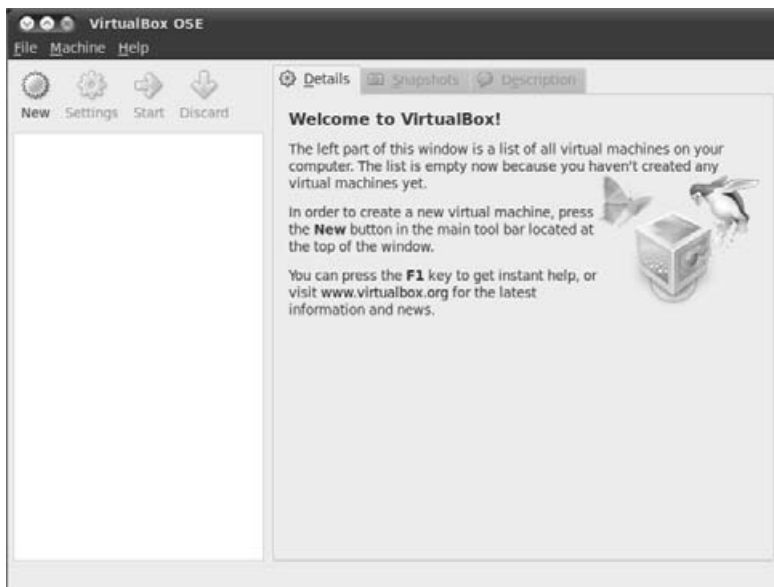 VirtualBox OSE
File Machine Help
New Settings Start Discard
Details Snapshots Description
Welcome to VirtualBox!
The left part of this window is a list of all virtual machines on your
computer. The list is empty now because you haven't created any
virtual machines yet.
In order to create a new virtual machine, press
the New button in the main tool bar located at
the top of the window.
You can press the F1 key to get instant help, or
visit www.virtualbox.org for the latest
information and news.